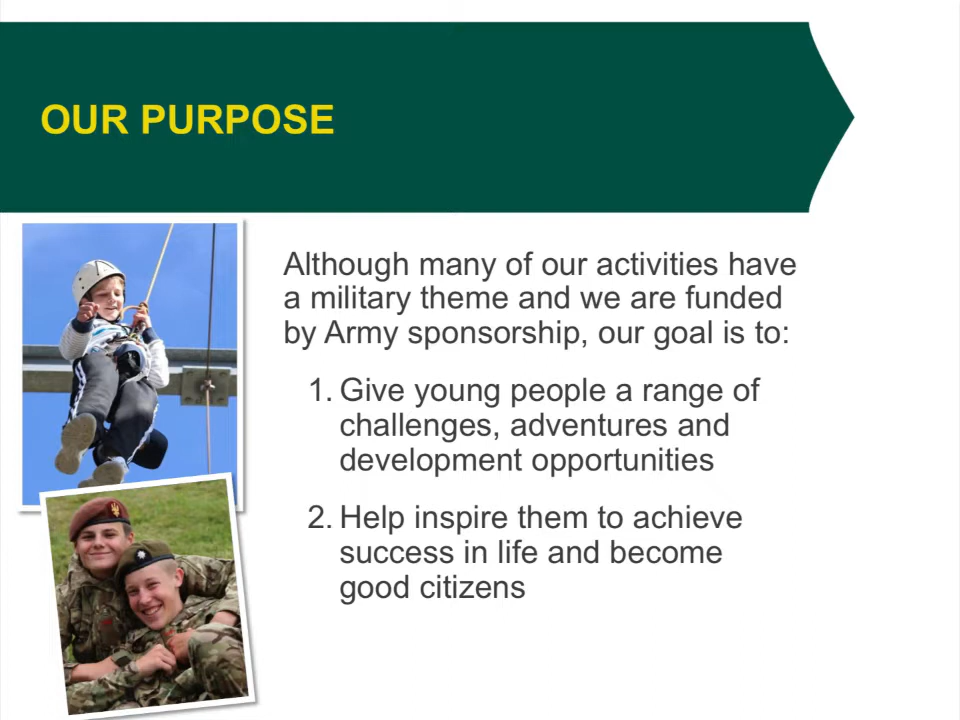 OUR PURPOSE
Although many of our activities have
a military theme and we are funded
by Army sponsorship, our goal is to:
1. Give young people a range of
challenges, adventures and
development opportunities
2. Help inspire them to achieve
success in life and become
good citizens